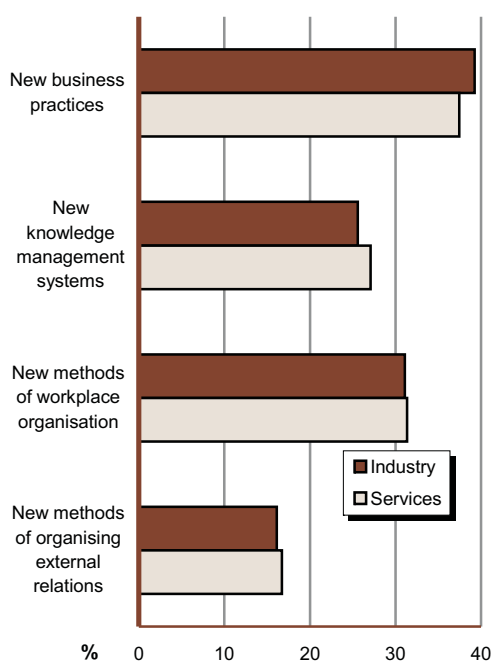 New business
practices
New
knowledge
management
systems
New methods
of workplace
organisation
Industry
Services
New methods
of organising
external
relations
% 0 10 20 30 40